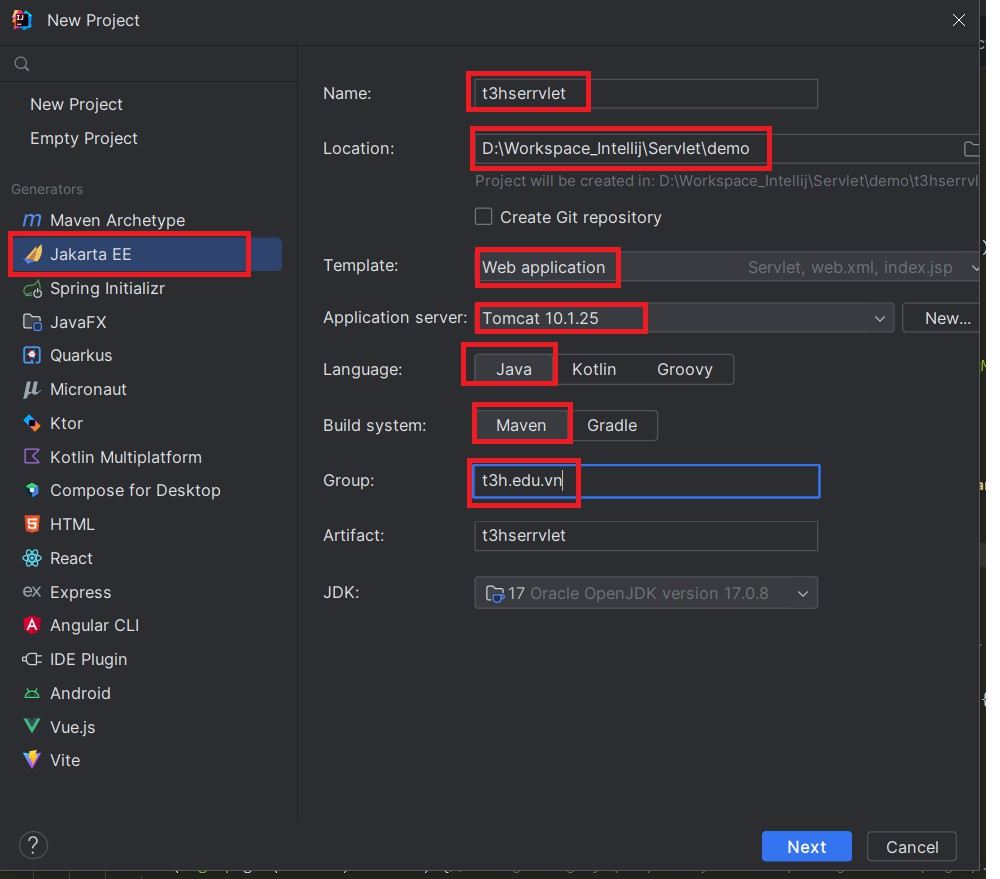 New Project
New Project
Empty Project
Generators
Maven Archetype
Jakarta EE
Spring Initializr
JavaFX
Quarkus
Micronaut
Ktor
Kotlin Multiplatform
Compose for Desktop
HTML
React
Express
Angular CLI
IDE Plugin
Android
Vue.js
Vite
Name: t3hserrvlet
Location: D:\Workspace_Intellij\Servlet\demo
Project will be created in: D:\Workspace_Intellij\Servlet\demo\t3hserrvl
Create Git repository
Template: Web application Servlet, web.xml, index.jsp
Application server: Tomcat 10.1.25 New...
Language: Java Kotlin Groovy
Build system: Maven Gradle
Group: t3h.edu.vn
Artifact: t3hserrvlet
JDK: 17 Oracle OpenJDK version 17.0.8
? Next Cancel